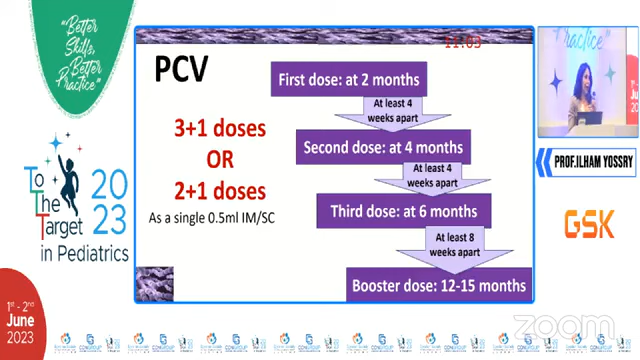 "Better
Skills,
Better
Practice"
To
The
Target
2023
in Pediatrics
1st - 2nd
June
2023
11:03
PCV
3+1 doses
OR
2+1 doses
As a single 0.5ml IM/SC
First dose: at 2 months
At least 4
weeks apart
Second dose: at 4 months
At least 4
weeks apart
Third dose: at 6 months
At least 8
weeks apart
Booster dose: 12-15 months
Practice"
PROF.ILHAM YOSSRY
GSK
zoom